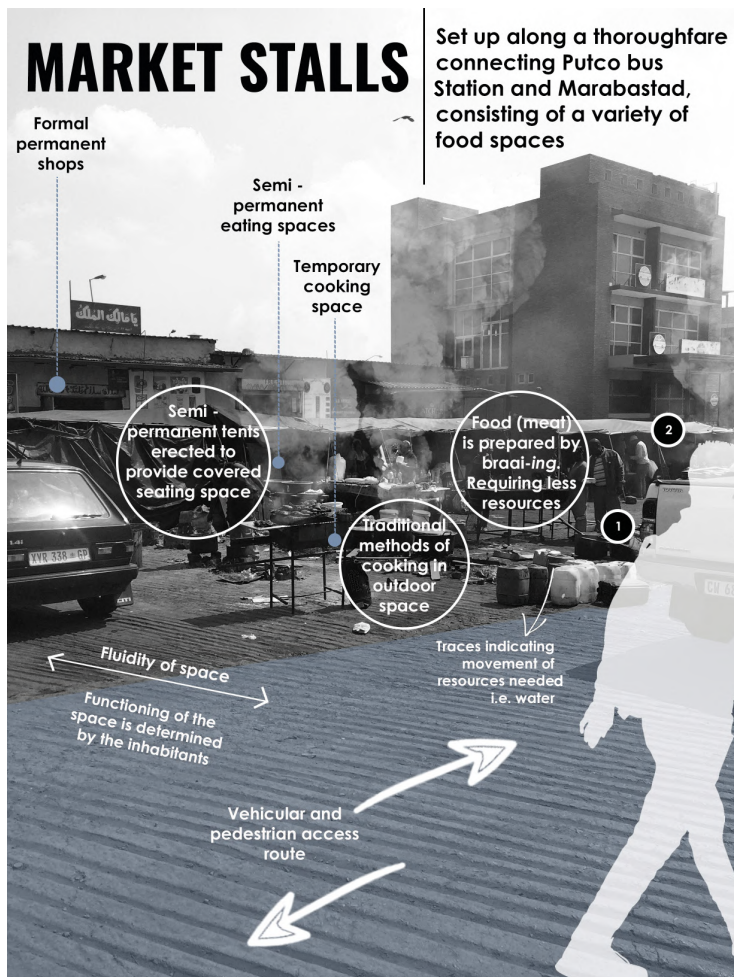 MARKET STALLS
Set up along a thoroughfare
connecting Putco bus
Station and Marabastad,
consisting of a variety of
food spaces
Formal
permanent
shops
Semi -
permanent
eating spaces
Temporary
cooking
space
يا مالك الملك
Semi -
permanent tents
erected to
provide covered
seating space
Food (meat)
is prepared by
braai-ing.
Requiring less
resources
2
1
Traditional
methods of
cooking in
outdoor
space
XVR 338 GP
Traces indicating
movement of
resources needed
i.e. water
Fluidity of space
Functioning of the
space is determined
by the inhabitants
Vehicular and
pedestrian access
route